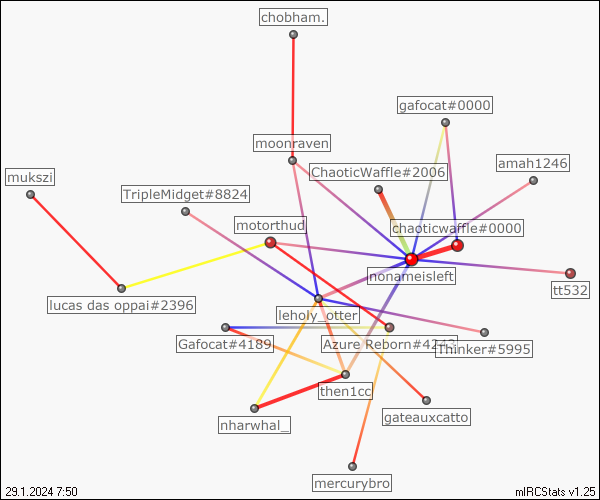 chobham.
gafocat#0000
moonraven
ChaoticWaffle#2006
amah1246
mukszi
TripleMidget#8824
motorthud
chaoticwaffle#0000
nonameisleft
tt532
lucas das oppai#2396
leholy_otter
Gafocat#4189
Azure Reborn#4243
Thinker#5995
then1cc
gateauxcatto
nharwhal_
mercurybro
29.1.2024 7:50
mIRCStats v1.25